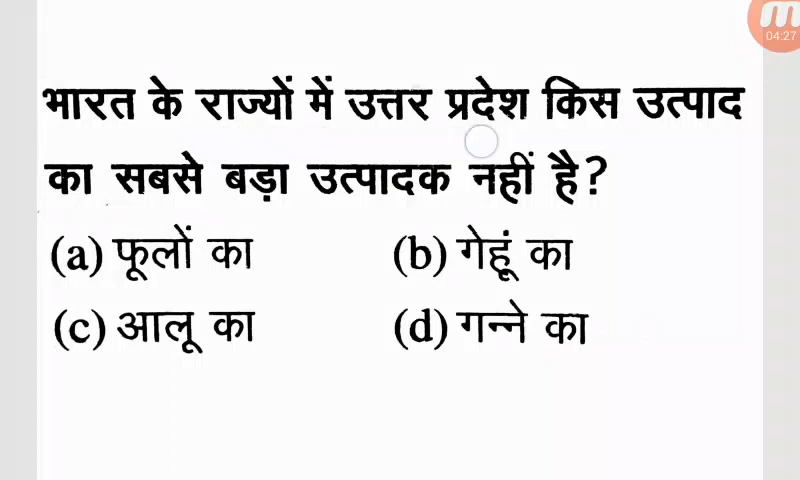 04:27
भारत के राज्यों में उत्तर प्रदेश किस उत्पाद
का सबसे बड़ा उत्पादक नहीं है?
(a) फूलों का (b) गेहूं का
(c) आलू का (d) गन्ने का